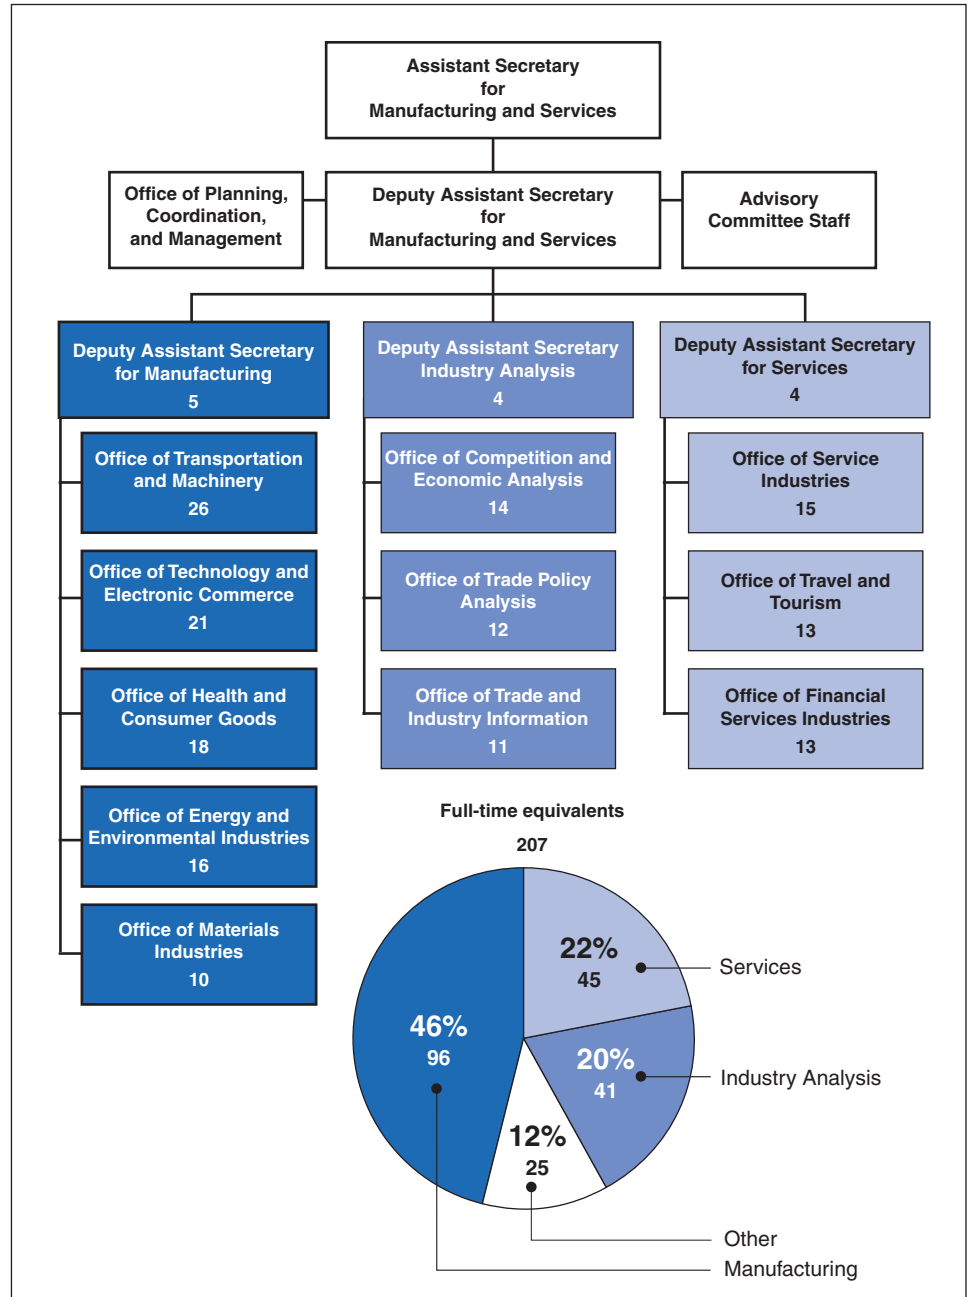 Assistant Secretary
for
Manufacturing and Services
Office of Planning,
Coordination,
and Management
Deputy Assistant Secretary
for
Manufacturing and Services
Advisory
Committee Staff
Deputy Assistant Secretary
for Manufacturing
5
Office of Transportation
and Machinery
26
Office of Technology and
Electronic Commerce
21
Office of Health and
Consumer Goods
18
Office of Energy and
Environmental Industries
16
Office of Materials
Industries
10
Deputy Assistant Secretary
Industry Analysis
4
Office of Competition and
Economic Analysis
14
Office of Trade Policy
Analysis
12
Office of Trade and
Industry Information
11
Deputy Assistant Secretary
for Services
4
Office of Service
Industries
15
Office of Travel and
Tourism
13
Office of Financial
Services Industries
13
Full-time equivalents
207
22%
45
Services
20%
41
Industry Analysis
12%
25
Other
46%
96
Manufacturing